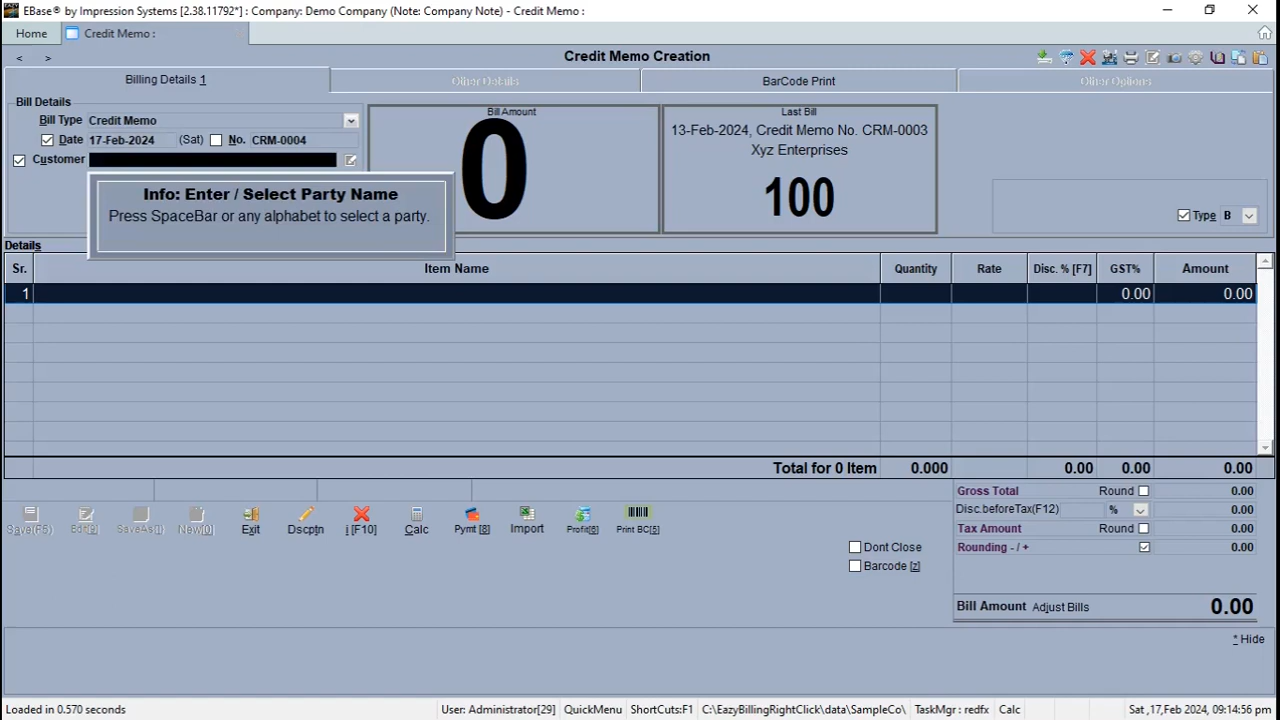 EBase® by Impression Systems [2.38.11792*] : Company: Demo Company (Note: Company Note) - Credit Memo :
Home
Credit Memo :
< >
Credit Memo Creation
Billing Details 1
Other Details
BarCode Print
Other Options
Bill Details
Bill Type Credit Memo
Date 17-Feb-2024 (Sat) No. CRM-0004
Customer
Info: Enter / Select Party Name
Press SpaceBar or any alphabet to select a party.
Bill Amount
0
Last Bill
13-Feb-2024, Credit Memo No. CRM-0003
Xyz Enterprises
100
Type B
Details
Sr. Item Name Quantity Rate Disc. % [F7] GST% Amount
1 0.00 0.00
Total for 0 Item 0.000 0.00 0.00 0.00
Gross Total Round 0.00
Disc.beforeTax(F12) % 0.00
Tax Amount Round 0.00
Rounding - / + 0.00
Bill Amount Adjust Bills 0.00
Save(F5) Edit[2] SaveAs[] New[0] Exit Dscptn i [F10] Calc Pymt [8] Import Profit[6] Print BC[5]
Dont Close
Barcode [z]
* Hide
Loaded in 0.570 seconds
User: Administrator[29] QuickMenu ShortCuts:F1 C:\EazyBillingRightClick\data\SampleCo\ TaskMgr : redfx Calc Sat ,17,Feb 2024, 09:14:56 pm